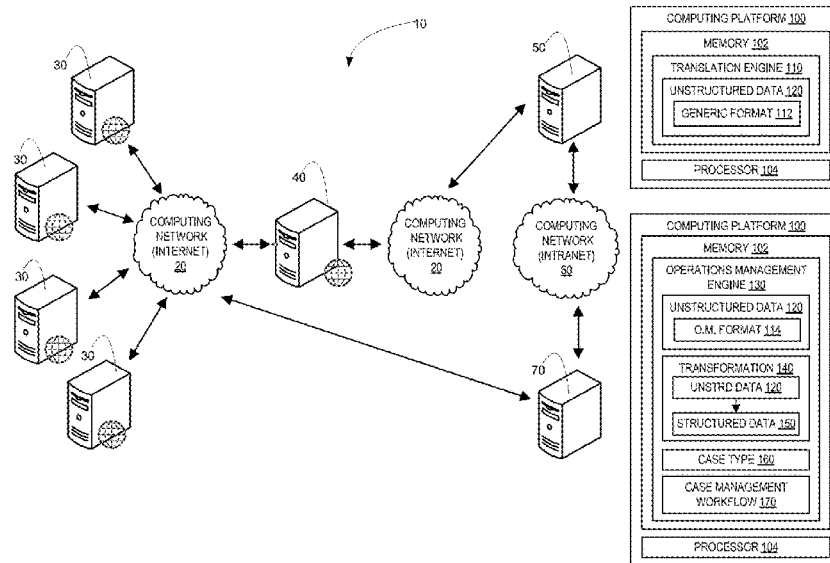 10
30
30
30
30
40
50
70
COMPUTING
NETWORK
(INTERNET)
20
COMPUTING
NETWORK
(INTERNET)
20
COMPUTING
NETWORK
(INTRANET)
60
COMPUTING PLATFORM 100
MEMORY 102
TRANSLATION ENGINE 110
UNSTRUCTURED DATA 120
GENERIC FORMAT 112
PROCESSOR 104
COMPUTING PLATFORM 100
MEMORY 102
OPERATIONS MANAGEMENT
ENGINE 130
UNSTRUCTURED DATA 120
O.M. FORMAT 114
TRANSFORMATION 140
UNSTRD DATA 120
STRUCTURED DATA 150
CASE TYPE 160
CASE MANAGEMENT
WORKFLOW 170
PROCESSOR 104